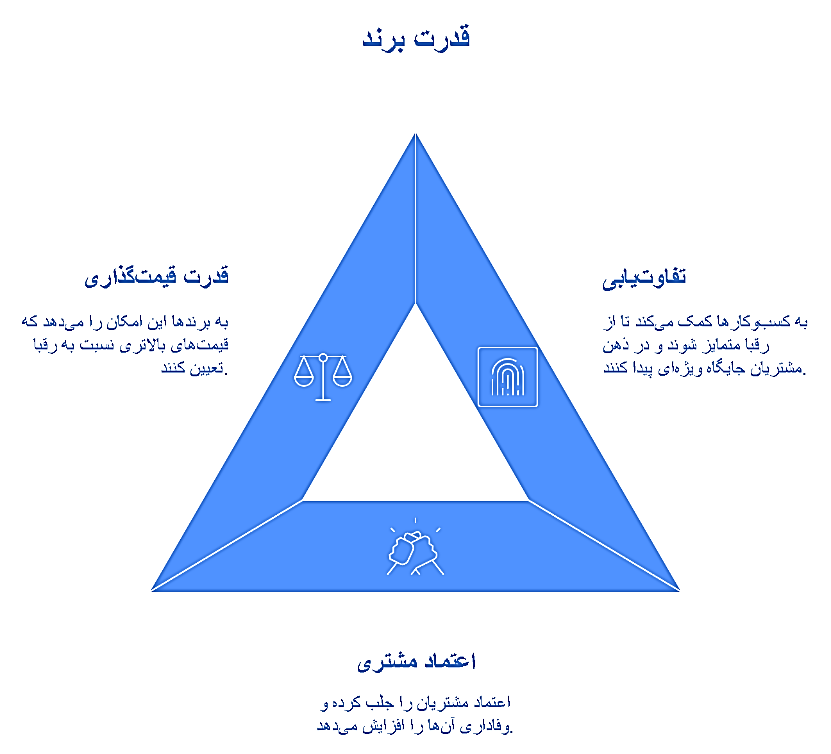 قدرت برند
تفاوت‌یابی
به کسب‌وکارها کمک می‌کند تا از
رقبا متمایز شوند و در ذهن
مشتریان جایگاه ویژه‌ای پیدا کنند.
قدرت قیمت‌گذاری
به برندها این امکان را می‌دهد که
قیمت‌های بالاتری نسبت به رقبا
تعیین کنند.
اعتماد مشتری
اعتماد مشتریان را جلب کرده و
وفاداری آن‌ها را افزایش می‌دهد.